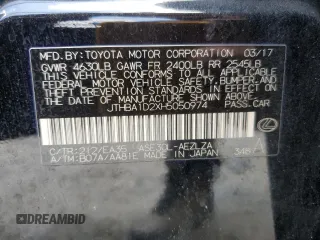 MFD. BY: TOYOTA MOTOR CORPORATION 03/17
GVWR 4630LB GAWR FR 2400LB RR 2545LB
THIS VEHICLE CONFORMS TO ALL APPLICABLE
FEDERAL MOTOR VEHICLE SAFETY, BUMPER, AND
THEFT PREVENTION STANDARDS IN EFFECT ON
THE DATE OF MANUFACTURE SHOWN ABOVE.
JTHBA1D2XH5050974 PASS. CAR
C/TR: 212/EA36 ASE30L-AEZLZA
A/TM: B07A/AA81E MADE IN JAPAN 348 A